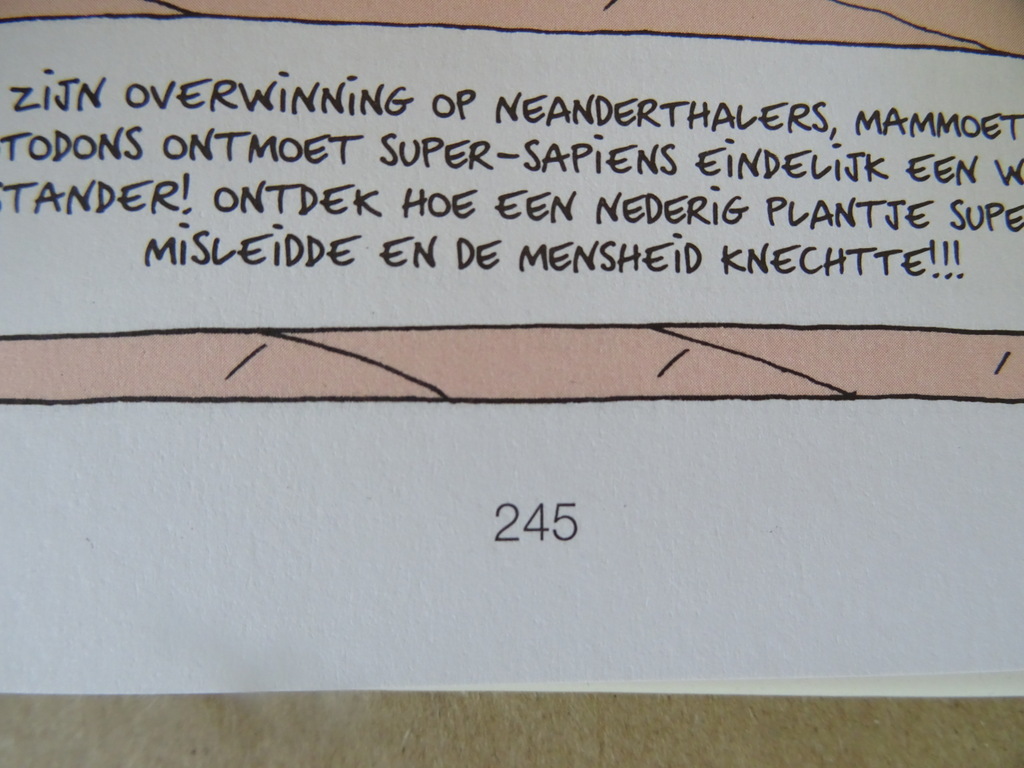 ZIJN OVERWINNING OP NEANDERTHALERS, MAMMOET
TODONS ONTMOET SUPER-SAPIENS EINDELIJK EEN W
STANDER! ONTDEK HOE EEN NEDERIG PLANTJE SUPE
MISLEIDDE EN DE MENSHEID KNECHTTE!!!
245